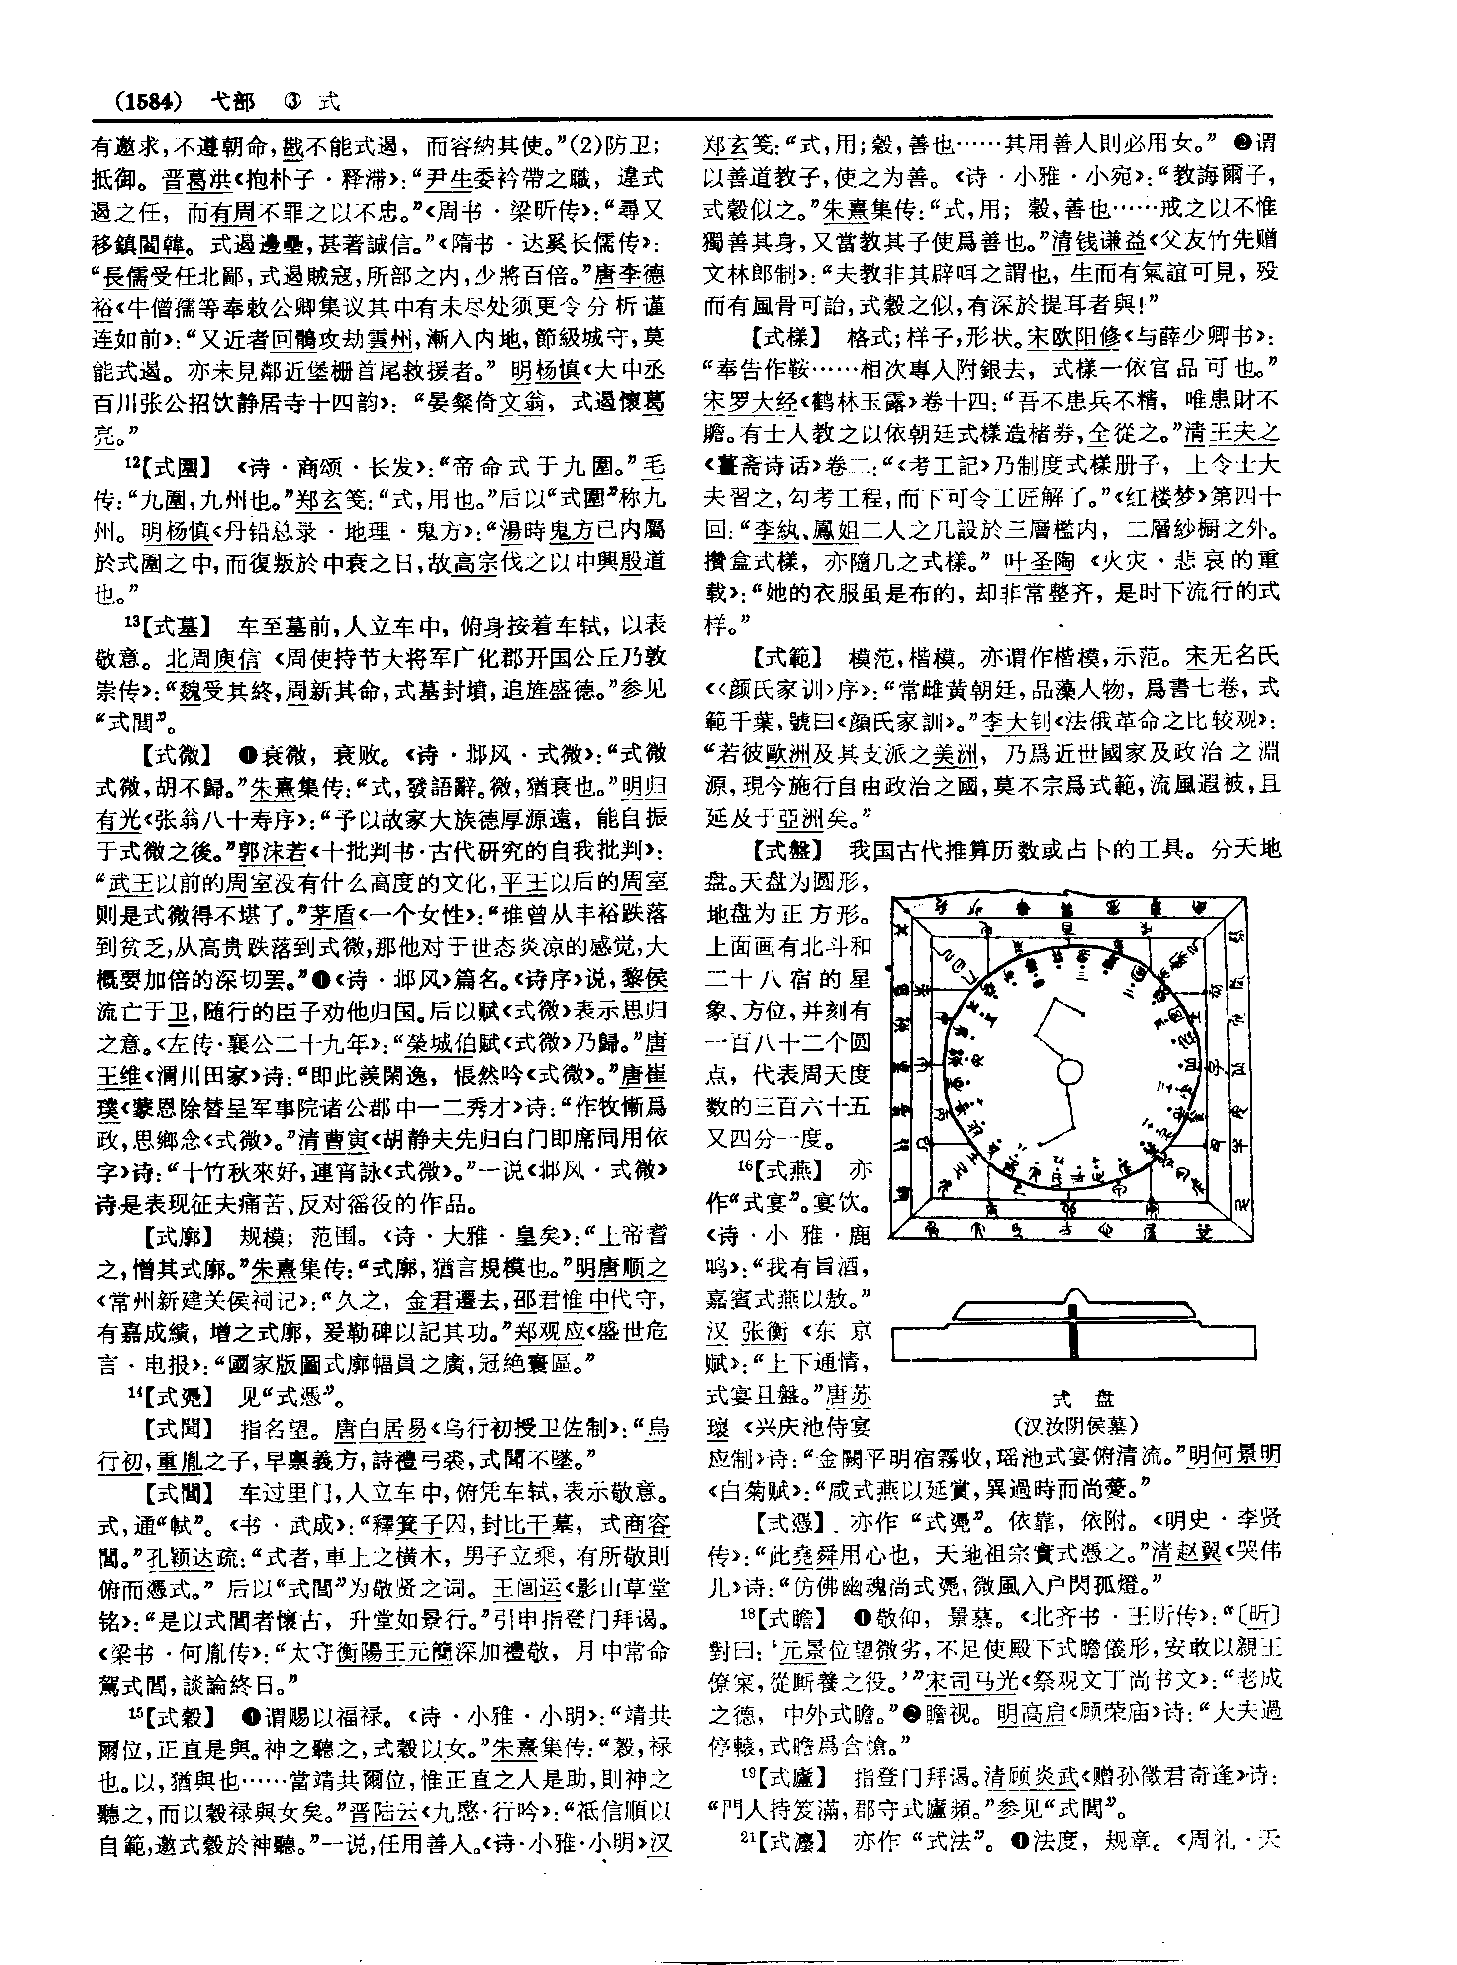 (1584) 弋部 ③ 式
有邀求，不遵朝命，戡不能式遏，而容納其使。”(2)防卫；
抵御。晋葛洪《抱朴子·释滞》：“尹生委衿帶之職，違式
遏之任，而有周不罪之以不忠。”《周书·梁昕传》：“尋又
移鎮閻韓。式遏邊壘，甚著誠信。”《隋书·达奚长儒传》：
“長儒受任北鄙，式遏賊寇，所部之内，少將百倍。”唐李德
裕《牛僧孺等奉敕公卿集议其中有未尽处须更令分析谨
连如前》：“又近者回鶻攻劫雲州，漸入内地，節級城守，莫
能式遏。亦未見鄰近堡栅首尾救援者。”明杨慎《大中丞
百川张公招饮静居寺十四韵》：“晏粲倚文翁，式遏懷葛
亮。”
12【式圍】 《诗·商颂·长发》：“帝命式于九圍。”毛
传：“九圍，九州也。”郑玄笺：“式，用也。”后以“式圍”称九
州。明杨慎《丹铅总录·地理·鬼方》：“湯時鬼方已内屬
於式圍之中，而復叛於中衰之日，故高宗伐之以中興殷道
也。”
13【式墓】 车至墓前，人立车中，俯身按着车轼，以表
敬意。北周庾信《周使持节大将军广化郡开国公丘乃敦
崇传》：“魏受其終，周新其命，式墓封墳，追旌盛德。”参见
“式閭”。
【式微】 ❶衰微，衰败。《诗·邶风·式微》：“式微
式微，胡不歸。”朱熹集传：“式，發語辭。微，猶衰也。”明归
有光《张翁八十寿序》：“予以故家大族德厚源遠，能自振
于式微之後。”郭沫若《十批判书·古代研究的自我批判》：
“武王以前的周室没有什么高度的文化，平王以后的周室
则是式微得不堪了。”茅盾《一个女性》：“谁曾从丰裕跌落
到贫乏，从高贵跌落到式微，那他对于世态炎凉的感觉，大
概要加倍的深切罢。”❶《诗·邶风》篇名。《诗序》说，黎侯
流亡于卫，随行的臣子劝他归国。后以赋《式微》表示思归
之意。《左传·襄公二十九年》：“榮城伯賦《式微》乃歸。”唐
王维《渭川田家》诗：“即此羨閑逸，悵然吟《式微》。”唐崔
璞《蒙恩除替呈军事院诸公郡中一二秀才》诗：“作牧慚爲
政，思鄉念《式微》。”清曹寅《胡静夫先归白门即席同用依
字》诗：“十竹秋來好，連宵詠《式微》。”一说《邶风·式微》
诗是表现征夫痛苦、反对徭役的作品。
【式廓】 规模；范围。《诗·大雅·皇矣》：“上帝耆
之，憎其式廓。”朱熹集传：“式廓，猶言規模也。”明唐顺之
《常州新建关侯祠记》：“久之，金君遷去，邵君惟中代守，
有嘉成績，增之式廓，爰勒碑以記其功。”郑观应《盛世危
言·电报》：“國家版圖式廓幅員之廣，冠絶寰區。”
14【式凴】 见“式憑”。
【式聞】 指名望。唐白居易《乌行初授卫佐制》：“烏
行初，重胤之子，早禀義方，詩禮弓裘，式聞不墜。”
【式閭】 车过里门，人立车中，俯凭车轼，表示敬意。
式，通“軾”。《书·武成》：“釋箕子囚，封比干墓，式商容
閭。”孔颖达疏：“式者，車上之横木，男子立乘，有所敬則
俯而憑式。”后以“式閭”为敬贤之词。王闿运《影山草堂
铭》：“是以式閭者懷古，升堂如景行。”引申指登门拜谒。
《梁书·何胤传》：“太守衡陽王元簡深加禮敬，月中常命
駕式閭，談論終日。”
15【式穀】 ❶谓赐以福禄。《诗·小雅·小明》：“靖共
爾位，正直是與。神之聽之，式穀以女。”朱熹集传：“穀，禄
也。以，猶與也……當靖共爾位，惟正直之人是助，則神之
聽之，而以穀禄與女矣。”晋陆云《九愍·行吟》：“祗信順以
自範，邀式穀於神聽。”一说，任用善人。《诗·小雅·小明》汉
郑玄笺：“式，用；穀，善也……其用善人則必用女。”❷谓
以善道教子，使之为善。《诗·小雅·小宛》：“教誨爾子，
式穀似之。”朱熹集传：“式，用；穀，善也……戒之以不惟
獨善其身，又當教其子使爲善也。”清钱谦益《父友竹先赠
文林郎制》：“夫教非其辟咡之謂也，生而有氣誼可見，殁
而有風骨可詒，式穀之似，有深於提耳者與！”
【式樣】 格式；样子，形状。宋欧阳修《与薛少卿书》：
“奉告作鞍……相次專人附銀去，式樣一依官品可也。”
宋罗大经《鹤林玉露》卷十四：“吾不患兵不精，唯患財不
贍。有士人教之以依朝廷式樣造楮券，全從之。”清王夫之
《薑斋诗话》卷二：“《考工記》乃制度式樣册子，上令士大
夫習之，勾考工程，而下可令工匠解了。”《红楼梦》第四十
回：“李紈、鳳姐二人之几設於三層檻内，二層紗橱之外。
攢盒式樣，亦隨几之式樣。”叶圣陶《火灾·悲哀的重
载》：“她的衣服虽是布的，却非常整齐，是时下流行的式
样。”
【式範】 模范，楷模。亦谓作楷模，示范。宋无名氏
《〈颜氏家训〉序》：“常雌黄朝廷，品藻人物，爲書七卷，式
範千葉，號曰《顔氏家訓》。”李大钊《法俄革命之比较观》：
“若彼歐洲及其支派之美洲，乃爲近世國家及政治之淵
源，現今施行自由政治之國，莫不宗爲式範，流風遐被，且
延及于亞洲矣。”
【式盤】 我国古代推算历数或占卜的工具。分天地
盘。天盘为圆形，
地盘为正方形。
上面画有北斗和
二十八宿的星
象、方位，并刻有
一百八十二个圆
点，代表周天度
数的三百六十五
又四分一度。
16【式燕】 亦
作“式宴”。宴饮。
《诗·小雅·鹿
鸣》：“我有旨酒，
嘉賓式燕以敖。”
汉张衡《东京
赋》：“上下通情，
式宴且盤。”唐苏
瓌《兴庆池侍宴
应制》诗：“金闕平明宿霧收，瑶池式宴俯清流。”明何景明
《白菊赋》：“咸式燕以延賞，異過時而尚薆。”
式 盘
(汉汝阴侯墓)
【式憑】 亦作“式凴”。依靠，依附。《明史·李贤
传》：“此堯舜用心也，天地祖宗實式憑之。”清赵翼《哭伟
儿》诗：“仿佛幽魂尚式凴，微風入户閃孤燈。”
18【式瞻】 ❶敬仰，景慕。《北齐书·王昕传》：“〔昕〕
對曰：‘元景位望微劣，不足使殿下式瞻儀形，安敢以親王
僚寀，從厮養之役。’”宋司马光《祭观文丁尚书文》：“老成
之德，中外式瞻。”❷瞻视。明高启《顾荣庙》诗：“大夫過
停轅，式瞻爲含愴。”
19【式廬】 指登门拜谒。清顾炎武《赠孙徵君奇逢》诗：
“門人持笈滿，郡守式廬頻。”参见“式閭”。
21【式灋】 亦作“式法”。❶法度，规章。《周礼·天